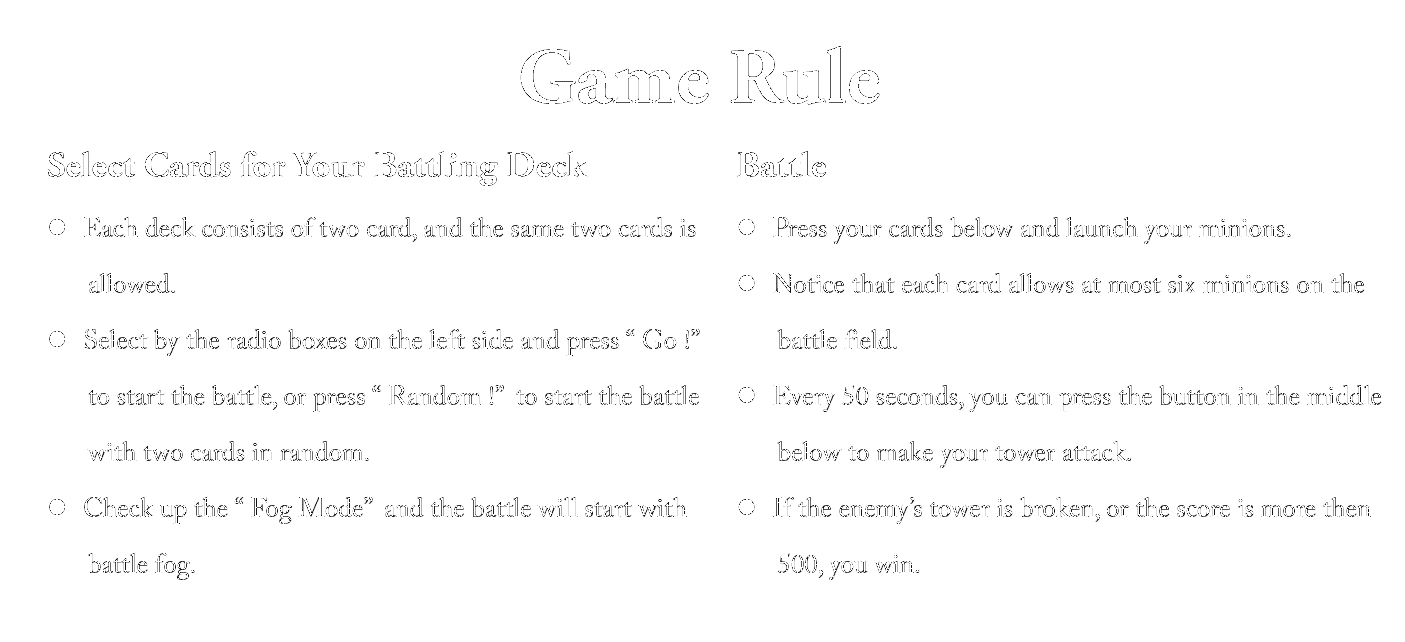 Game Rule
Select Cards for Your Battling Deck
○ Each deck consists of two card, and the same two cards is
allowed.
○ Select by the radio boxes on the left side and press “ Go !”
to start the battle, or press “ Random !” to start the battle
with two cards in random.
○ Check up the “ Fog Mode” and the battle will start with
battle fog.
Battle
○ Press your cards below and launch your minions.
○ Notice that each card allows at most six minions on the
battle field.
○ Every 50 seconds, you can press the button in the middle
below to make your tower attack.
○ If the enemy’s tower is broken, or the score is more then
500, you win.